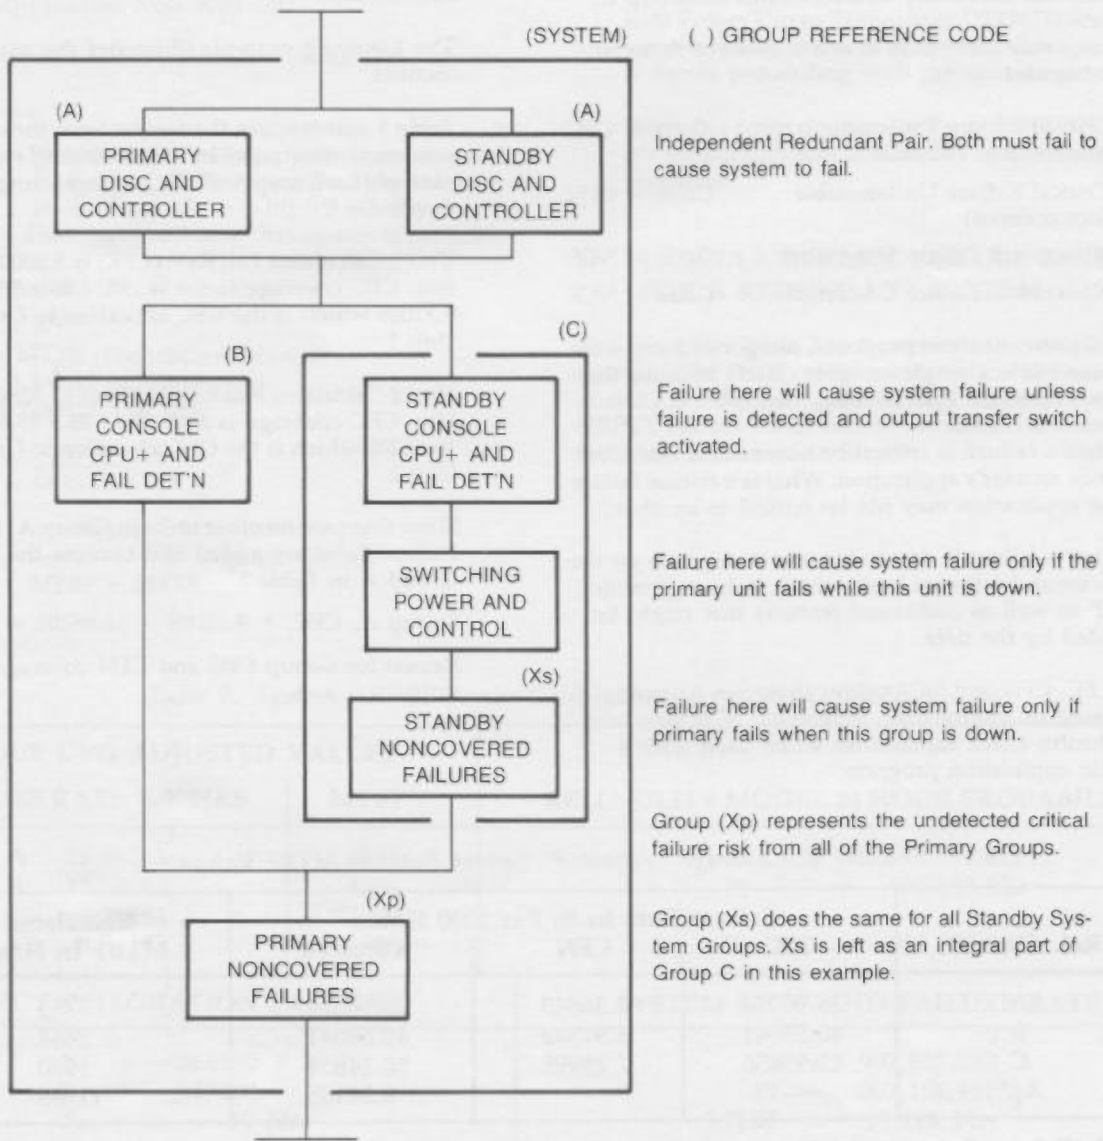 (SYSTEM) ( ) GROUP REFERENCE CODE
(A)
PRIMARY
DISC AND
CONTROLLER
(A)
STANDBY
DISC AND
CONTROLLER
Independent Redundant Pair. Both must fail to
cause system to fail.
(B)
PRIMARY
CONSOLE
CPU+ AND
FAIL DET'N
(C)
STANDBY
CONSOLE
CPU+ AND
FAIL DET'N
Failure here will cause system failure unless
failure is detected and output transfer switch
activated.
SWITCHING
POWER AND
CONTROL
Failure here will cause system failure only if the
primary unit fails while this unit is down.
(Xs)
STANDBY
NONCOVERED
FAILURES
Failure here will cause system failure only if
primary fails when this group is down.
Group (Xp) represents the undetected critical
failure risk from all of the Primary Groups.
(Xp)
PRIMARY
NONCOVERED
FAILURES
Group (Xs) does the same for all Standby Sys-
tem Groups. Xs is left as an integral part of
Group C in this example.